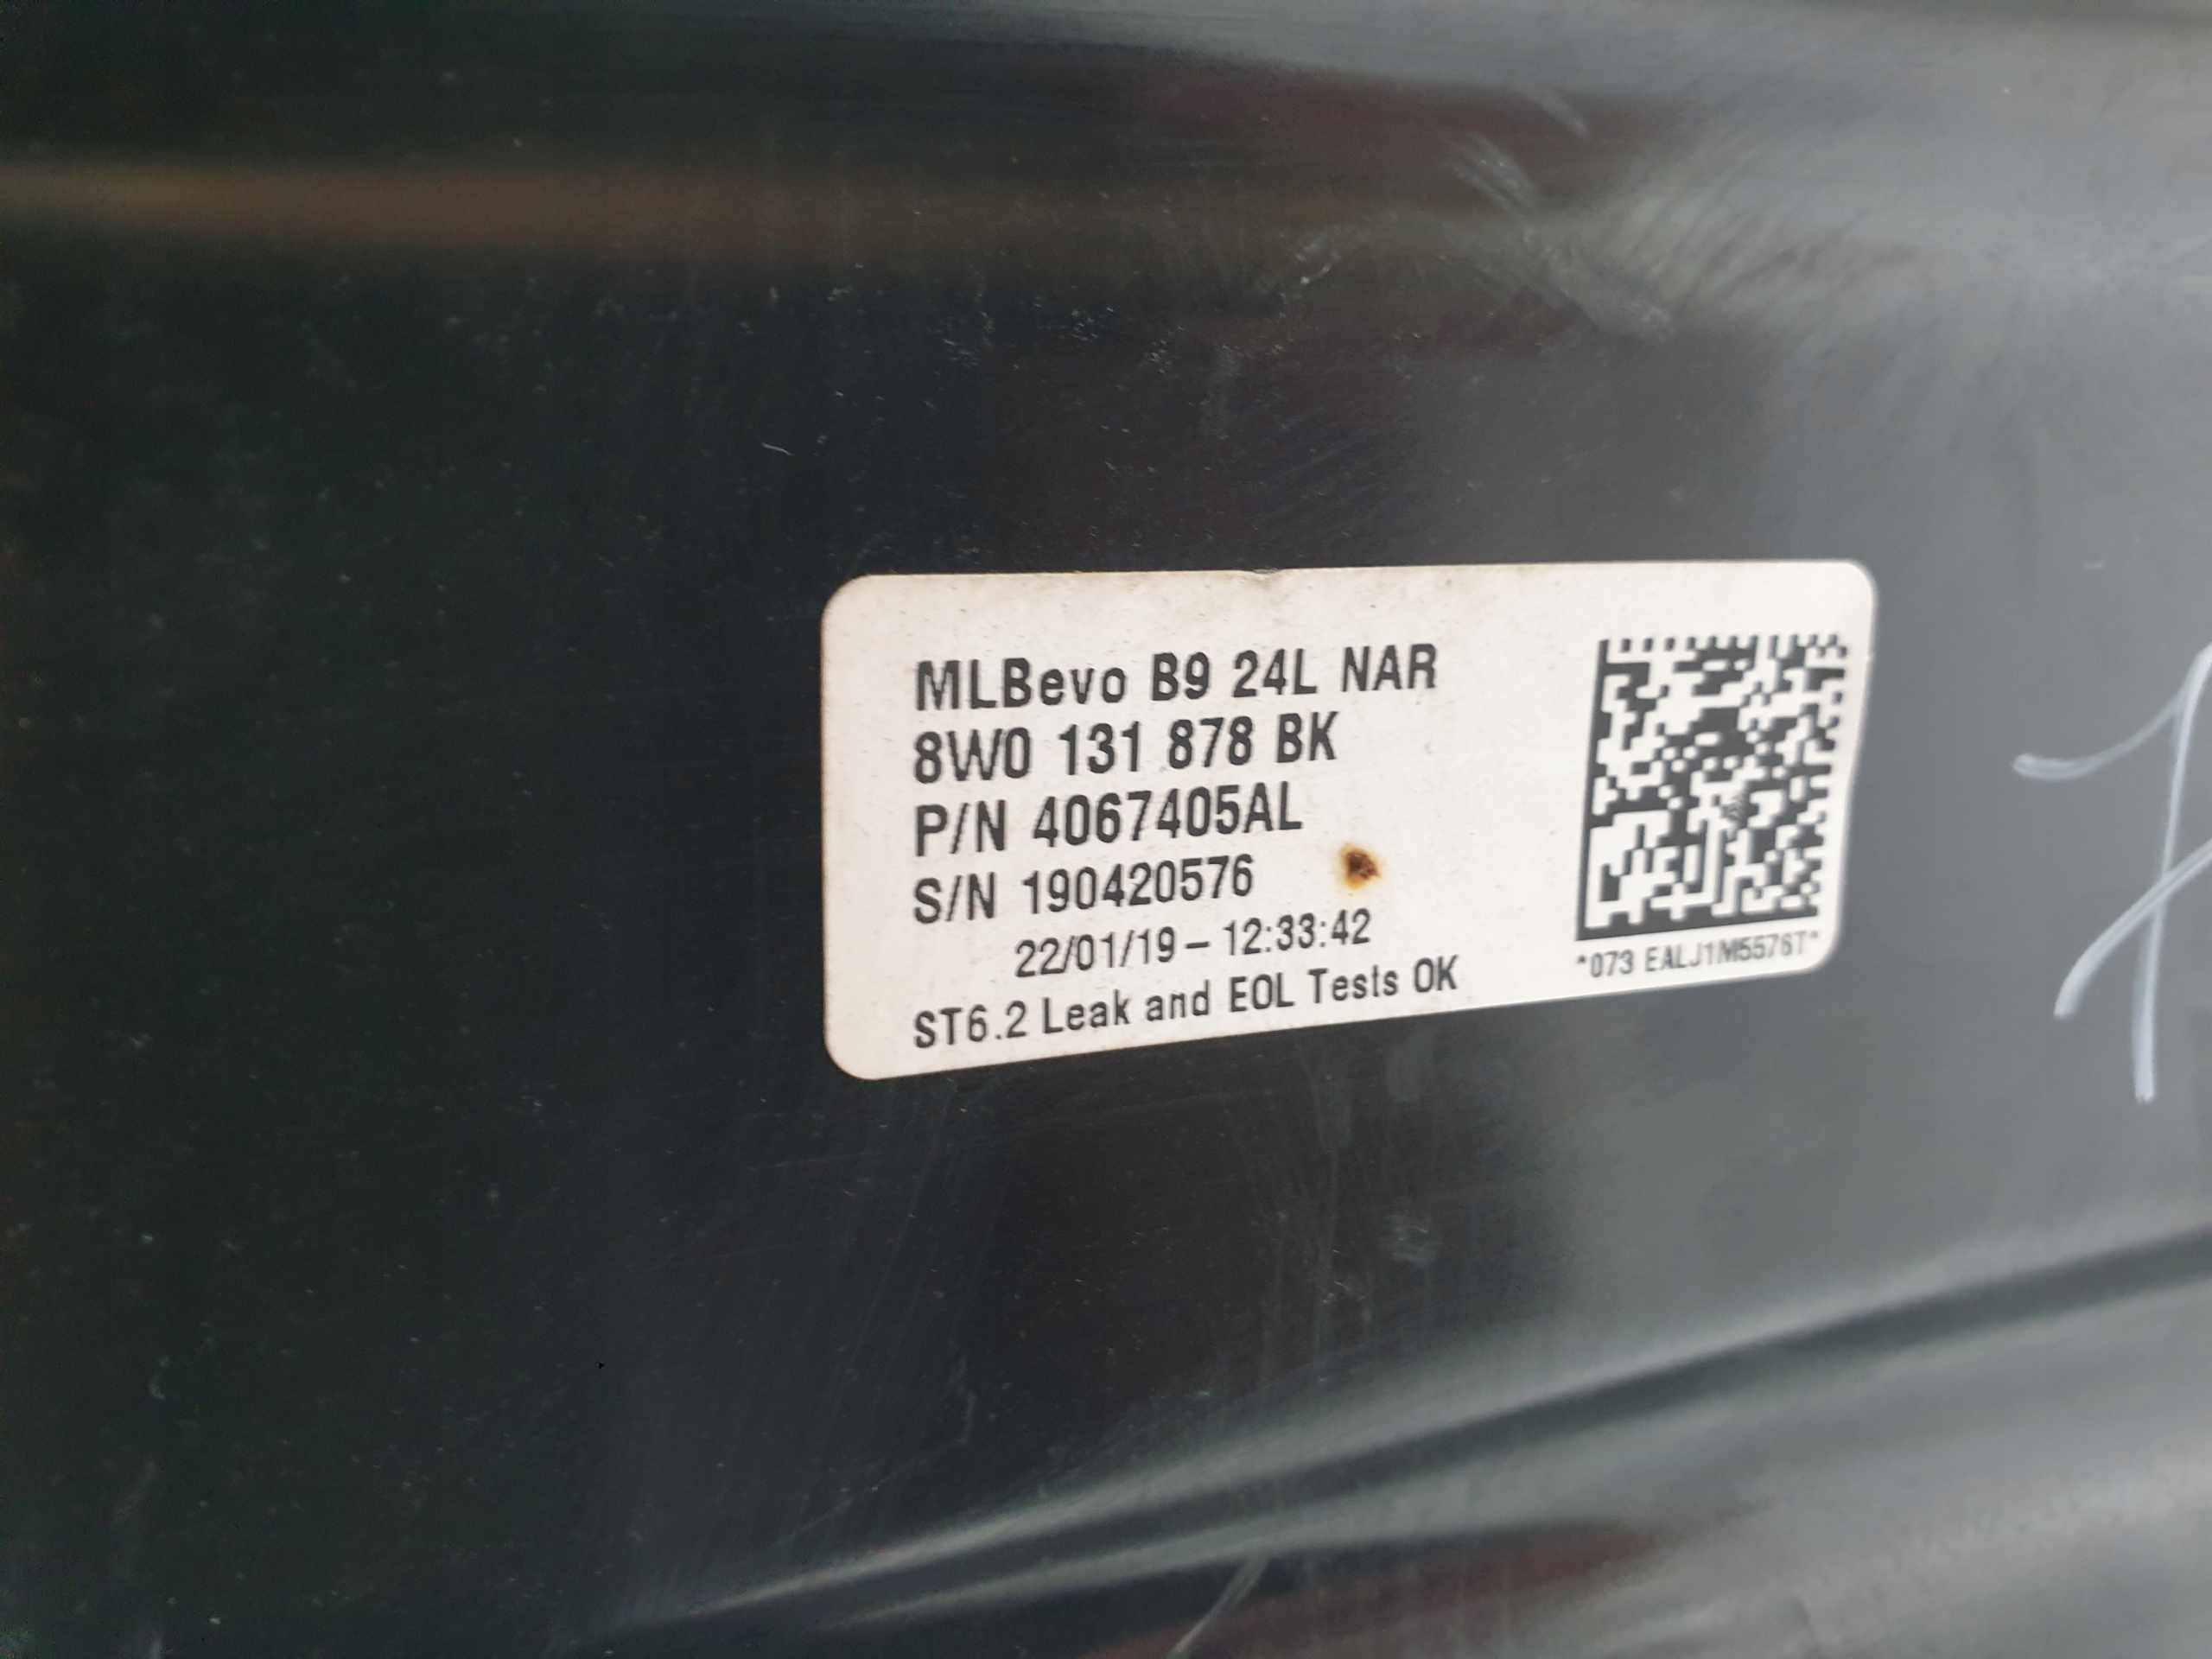 MLBevo B9 24L NAR
8W0 131 878 BK
P/N 4067405AL
S/N 190420576
22/01/19 – 12:33:42
ST6.2 Leak and EOL Tests OK
*073 EALJ1M5576T*